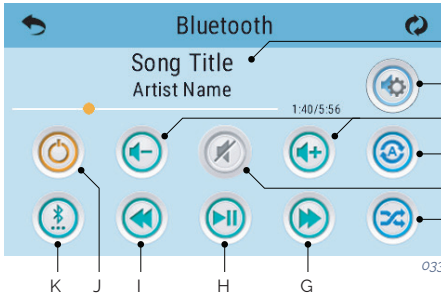 Bluetooth
Song Title
Artist Name
1:40/5:56
A
K J I H G
033